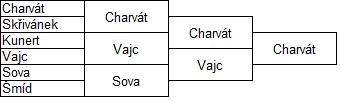 Charvát
Skřivánek
Kunert
Vajc
Sova
Šmíd
Charvát
Vajc
Sova
Charvát
Vajc
Charvát